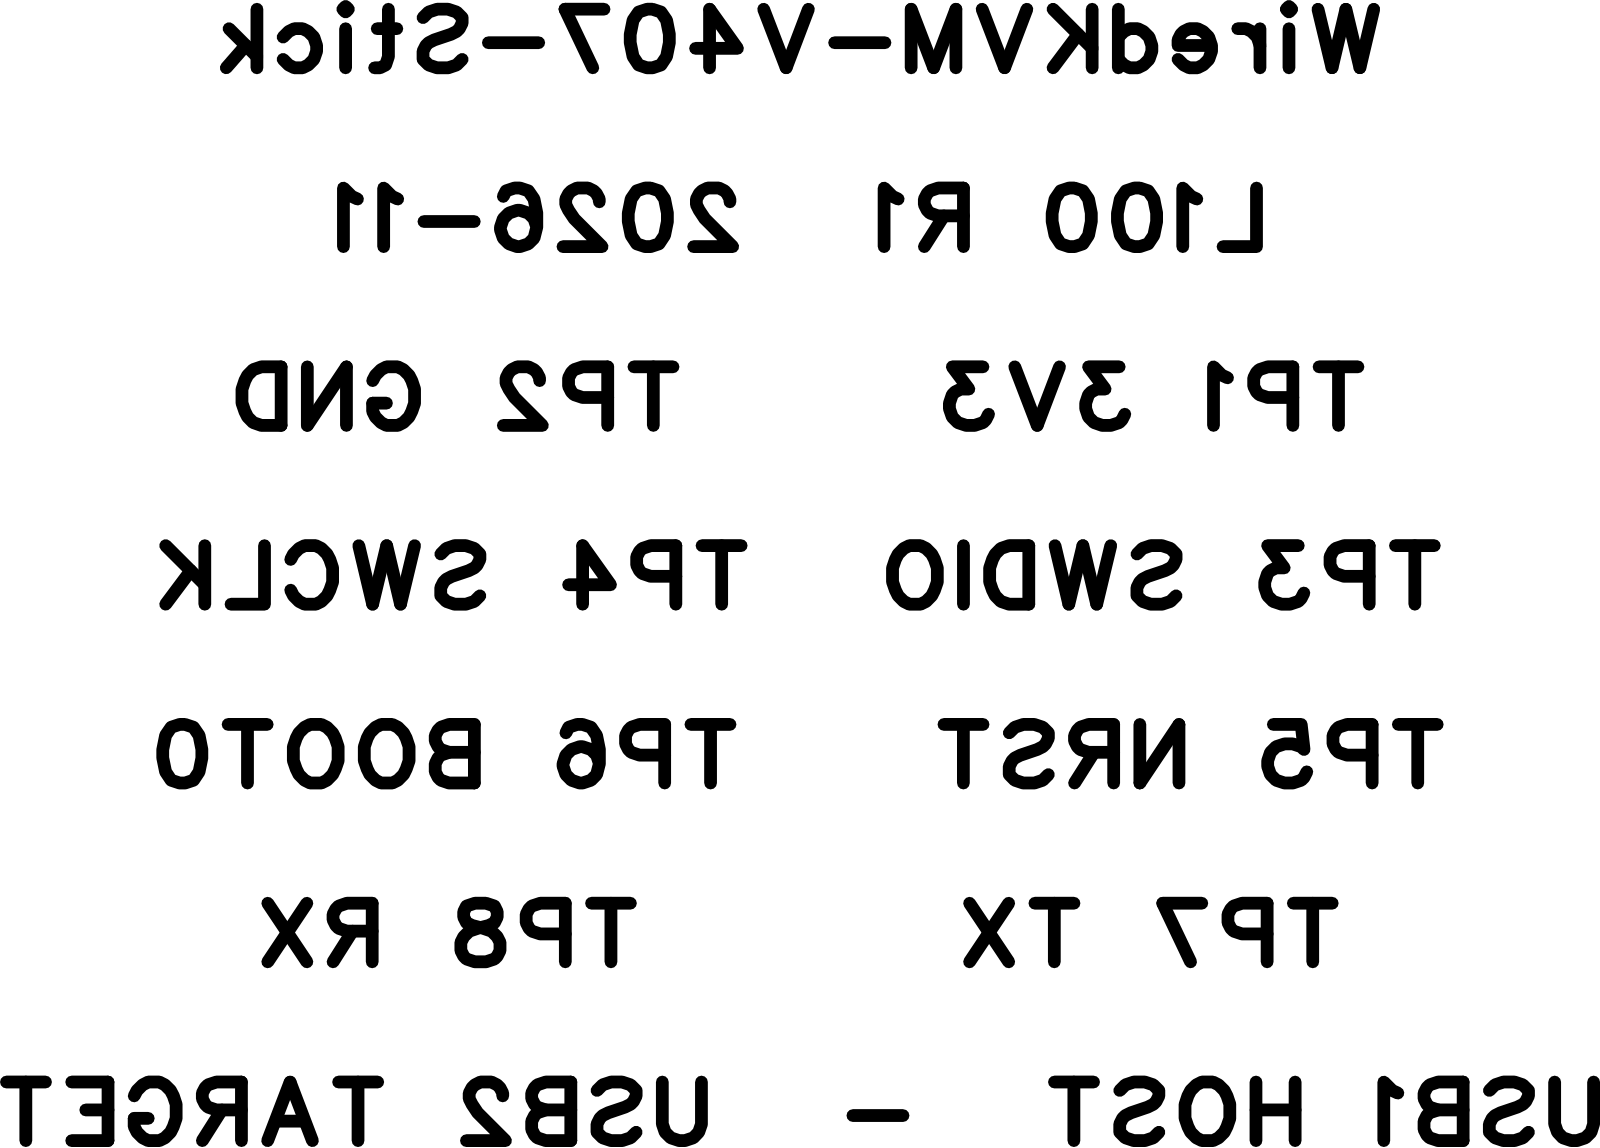 WiredKVM-V407-Stick
L100 R1 2026-11
TP1 3V3 TP2 GND
TP3 SWDIO TP4 SWCLK
TP5 NRST TP6 BOOT0
TP7 TX TP8 RX
USB1 HOST - USB2 TARGET